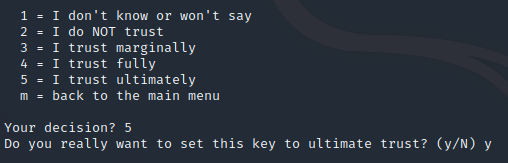 1 = I don't know or won't say
2 = I do NOT trust
3 = I trust marginally
4 = I trust fully
5 = I trust ultimately
m = back to the main menu
Your decision? 5
Do you really want to set this key to ultimate trust? (y/N) y